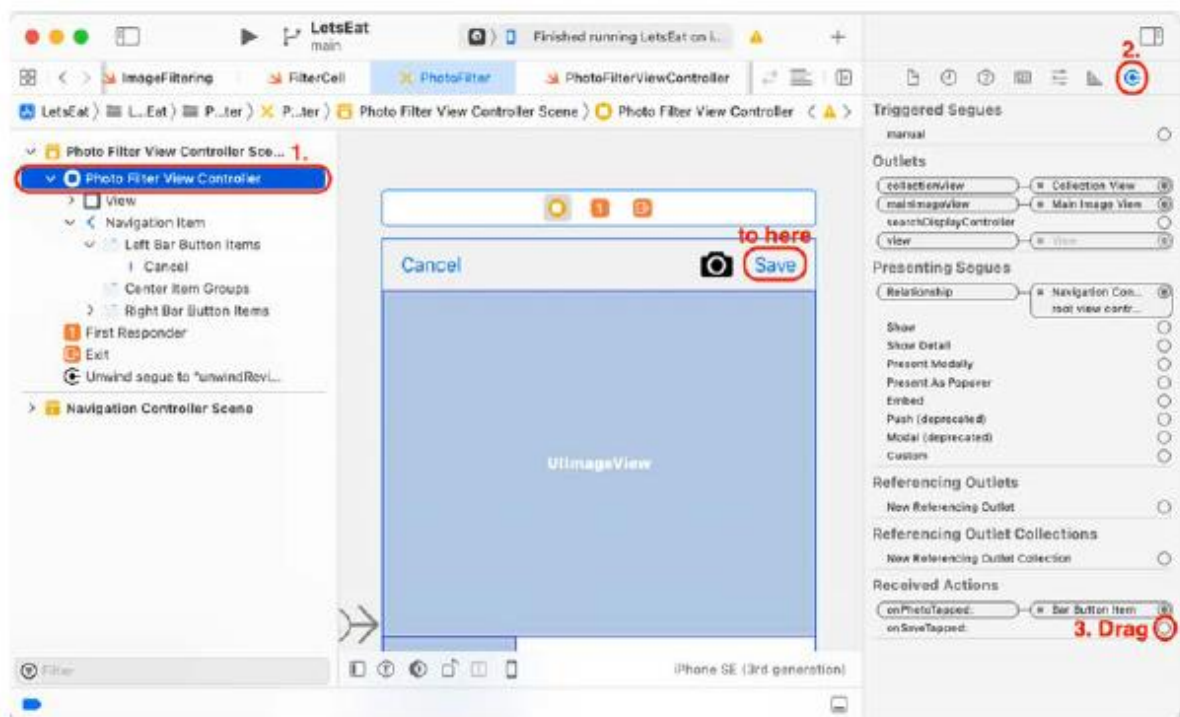 LetsEat
main
Finished running LetsEat on i...
2.
ImageFiltering
FilterCell
PhotoFilter
PhotoFilterViewController
LetsEat
L...Eat
P...ter
P...ter
Photo Filter View Controller Scene
Photo Filter View Controller
Photo Filter View Controller Sce...
1.
Photo Filter View Controller
View
Navigation Item
Left Bar Button Items
Cancel
Center Item Groups
Right Bar Button Items
First Responder
Exit
Unwind segue to "unwindRevi...
Navigation Controller Scene
Filter
1
to here
Cancel
Save
UIImageView
iPhone SE (3rd generation)
Triggered Segues
manual
Outlets
collectionView
Collection View
mainImageView
Main Image View
searchDisplayController
view
View
Presenting Segues
Relationship
Navigation Con...
root view contr...
Show
Show Detail
Present Modally
Present As Popover
Embed
Push (deprecated)
Modal (deprecated)
Custom
Referencing Outlets
New Referencing Outlet
Referencing Outlet Collections
New Referencing Outlet Collection
Received Actions
onPhotoTapped:
Bar Button Item
onSaveTapped:
3. Drag